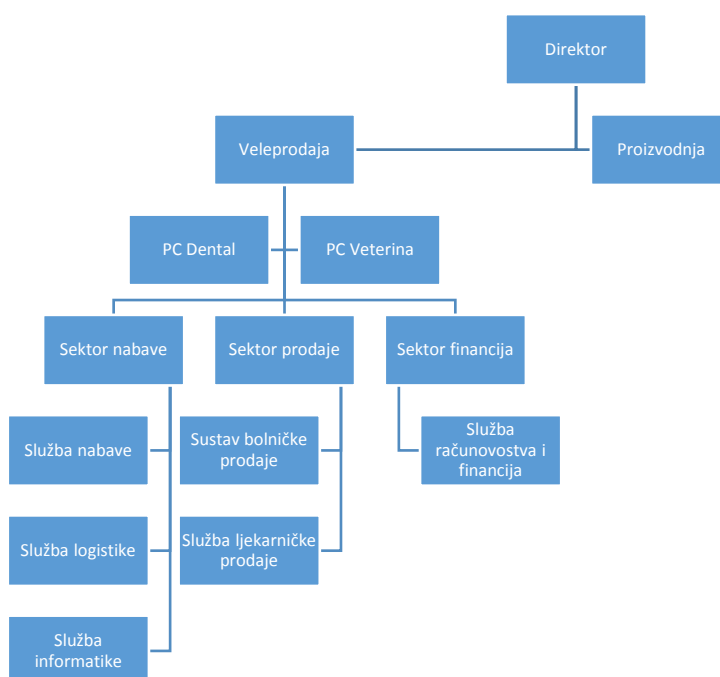 Direktor
Veleprodaja
Proizvodnja
PC Dental
PC Veterina
Sektor nabave
Sektor prodaje
Sektor financija
Služba nabave
Sustav bolničke
prodaje
Služba
računovostva i
financija
Služba logistike
Služba ljekarničke
prodaje
Služba
informatike